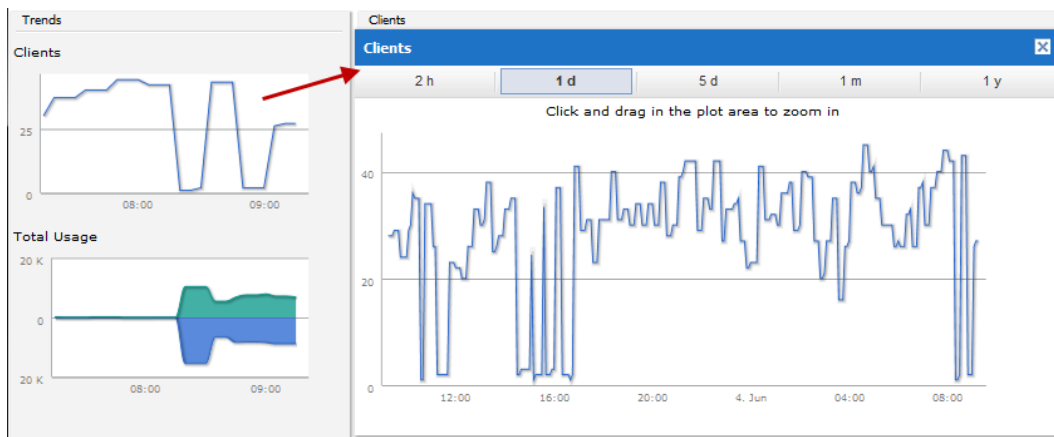 Trends
Clients
25
0
08:00 09:00
Total Usage
20 K
0
20 K
08:00 09:00
Clients
Clients
2 h 1 d 5 d 1 m 1 y
Click and drag in the plot area to zoom in
40
20
0
12:00 16:00 20:00 4. Jun 04:00 08:00